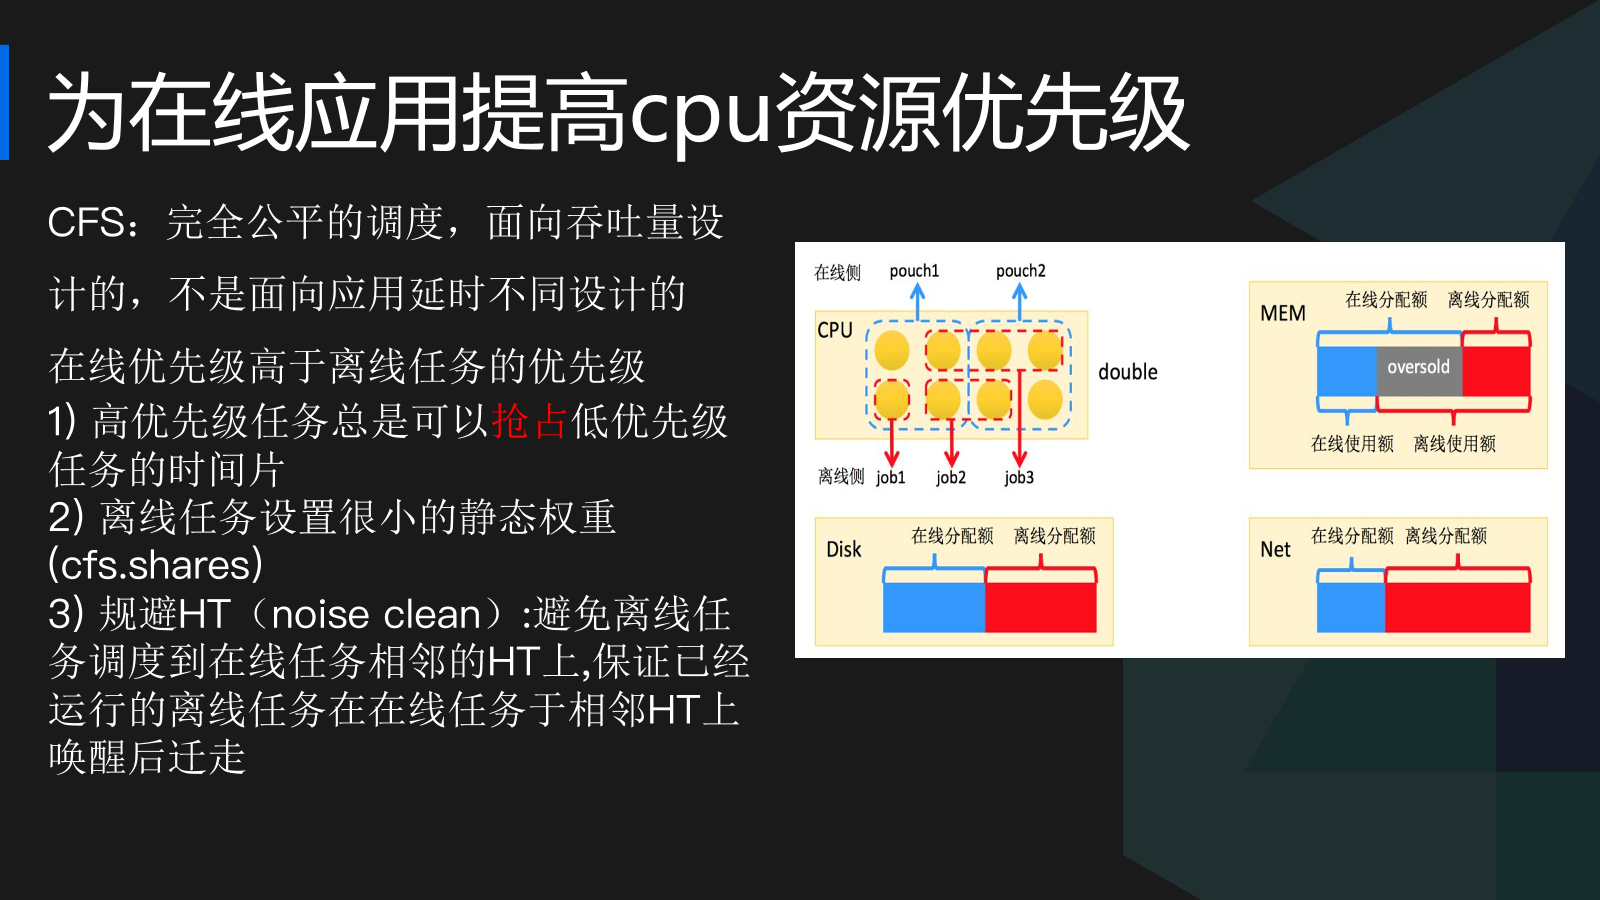 为在线应用提高cpu资源优先级
CFS：完全公平的调度，面向吞吐量设
计的，不是面向应用延时不同设计的
在线优先级高于离线任务的优先级
1) 高优先级任务总是可以抢占低优先级
任务的时间片
2) 离线任务设置很小的静态权重
(cfs.shares)
3) 规避HT（noise clean）:避免离线任
务调度到在线任务相邻的HT上,保证已经
运行的离线任务在在线任务于相邻HT上
唤醒后迁走
在线侧 pouch1 pouch2
CPU
double
离线侧 job1 job2 job3
MEM 在线分配额 离线分配额
oversold
在线使用额 离线使用额
Disk 在线分配额 离线分配额
Net 在线分配额 离线分配额